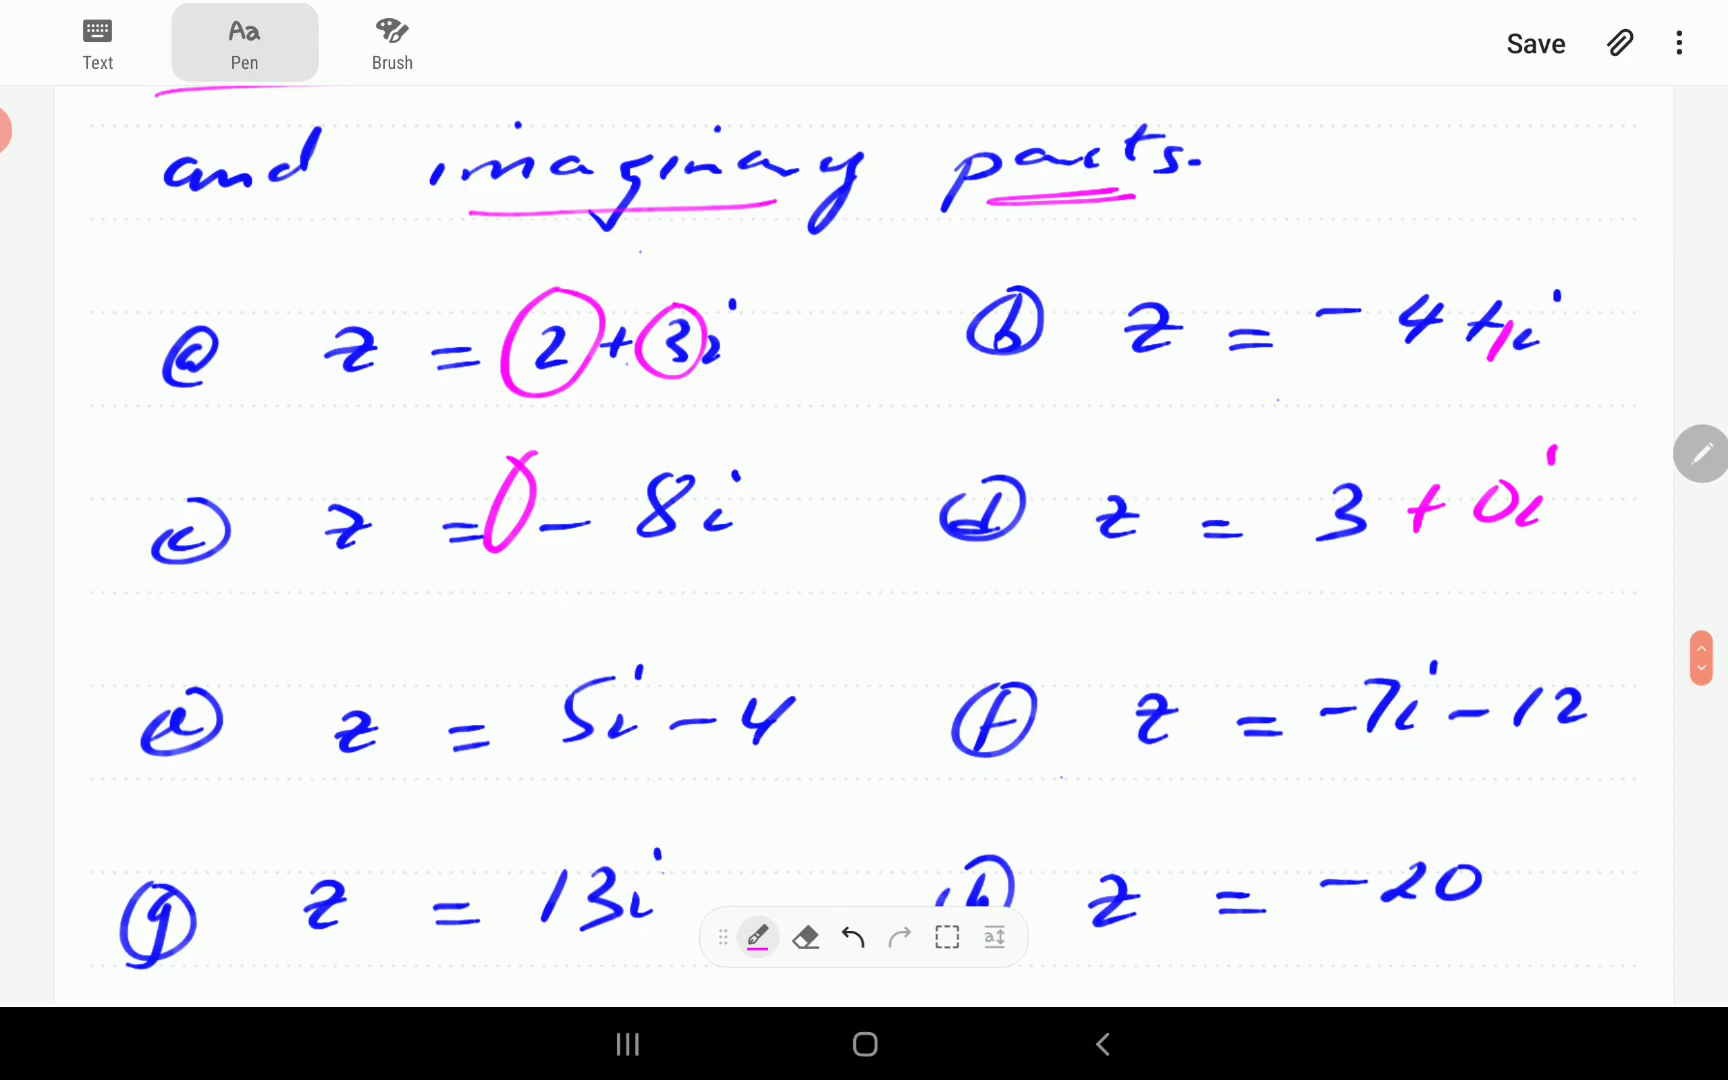 Text Pen Brush Save
and imaginary parts.
ⓐ z = 2 + 3i ⓑ z = -4 + 1i
ⓒ z = 0 - 8i ⓓ z = 3 + 0i
ⓔ z = 5i - 4 ⓕ z = -7i - 12
ⓖ z = 13i ⓗ z = -20